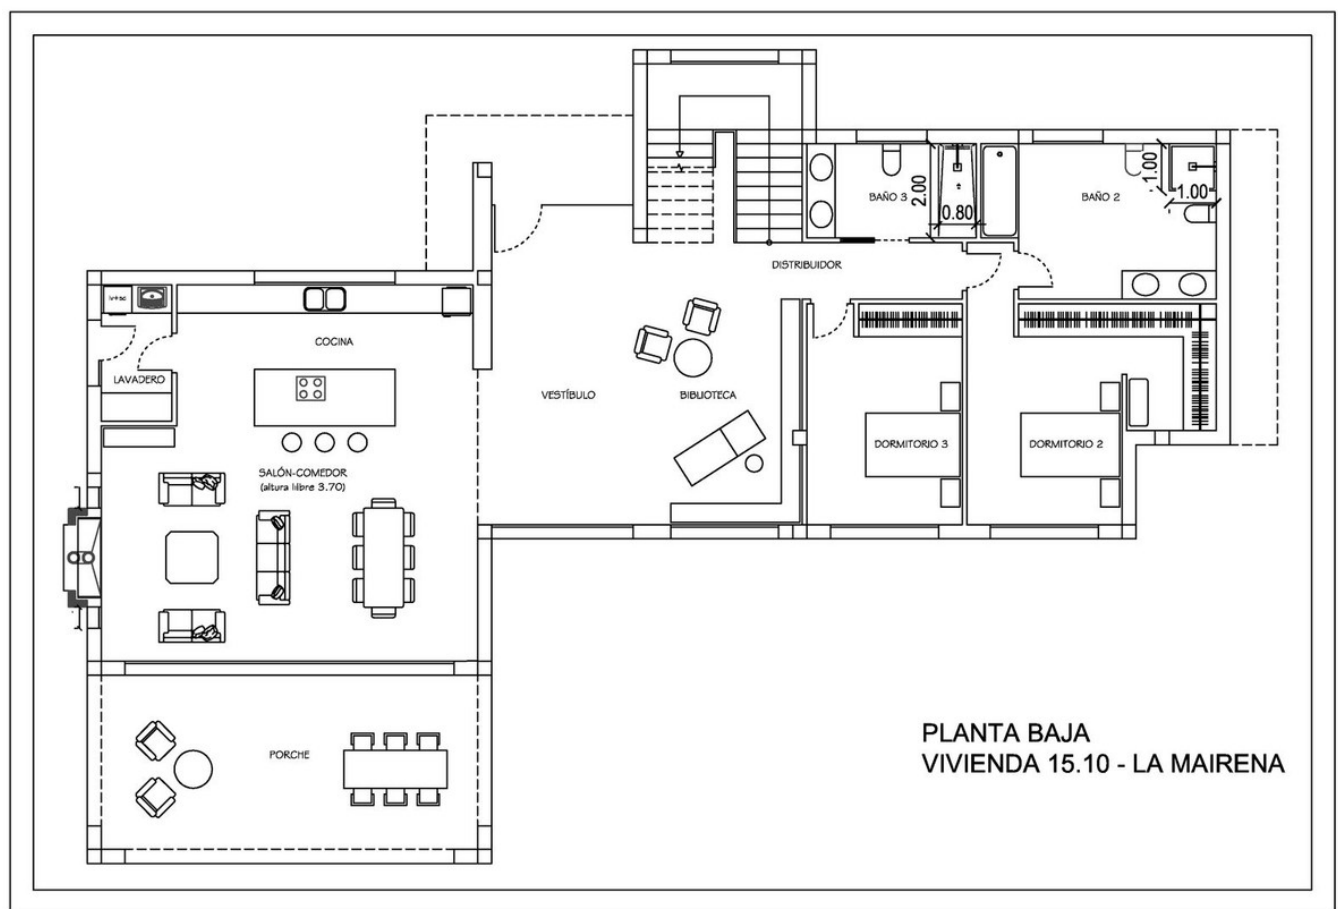 BAÑO 3
2.00
0.80
BAÑO 2
1.00
1.00
DISTRIBUIDOR
COCINA
LAVADERO
VESTÍBULO
BIBLIOTECA
SALÓN-COMEDOR
(altura libre 3.70)
DORMITORIO 3
DORMITORIO 2
PORCHE
PLANTA BAJA
VIVIENDA 15.10 - LA MAIRENA